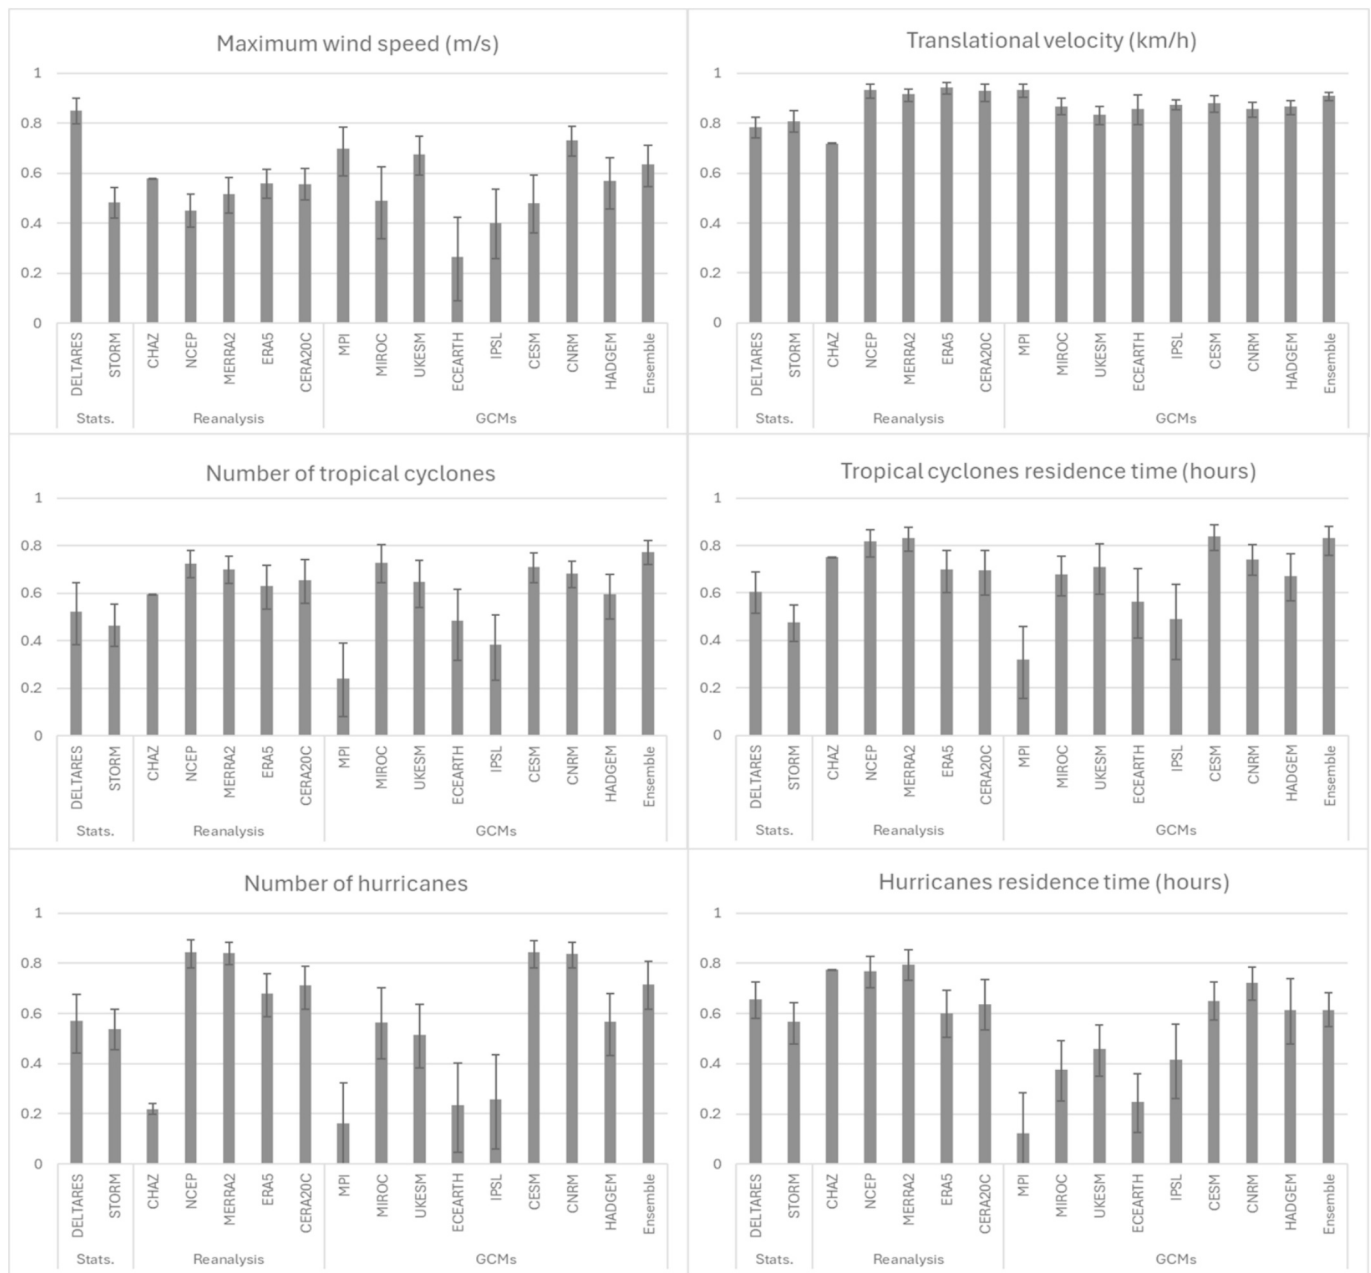 Maximum wind speed (m/s)
1
0.8
0.6
0.4
0.2
0
DELTARES
STORM
CHAZ
NCEP
MERRA2
ERA5
CERA20C
MPI
MIROC
UKESM
ECEARTH
IPSL
CESM
CNRM
HADGEM
Ensemble
Stats.
Reanalysis
GCMs
Translational velocity (km/h)
1
0.8
0.6
0.4
0.2
0
DELTARES
STORM
CHAZ
NCEP
MERRA2
ERA5
CERA20C
MPI
MIROC
UKESM
ECEARTH
IPSL
CESM
CNRM
HADGEM
Ensemble
Stats.
Reanalysis
GCMs
Number of tropical cyclones
1
0.8
0.6
0.4
0.2
0
DELTARES
STORM
CHAZ
NCEP
MERRA2
ERA5
CERA20C
MPI
MIROC
UKESM
ECEARTH
IPSL
CESM
CNRM
HADGEM
Ensemble
Stats.
Reanalysis
GCMs
Tropical cyclones residence time (hours)
1
0.8
0.6
0.4
0.2
0
DELTARES
STORM
CHAZ
NCEP
MERRA2
ERA5
CERA20C
MPI
MIROC
UKESM
ECEARTH
IPSL
CESM
CNRM
HADGEM
Ensemble
Stats.
Reanalysis
GCMs
Number of hurricanes
1
0.8
0.6
0.4
0.2
0
DELTARES
STORM
CHAZ
NCEP
MERRA2
ERA5
CERA20C
MPI
MIROC
UKESM
ECEARTH
IPSL
CESM
CNRM
HADGEM
Ensemble
Stats.
Reanalysis
GCMs
Hurricanes residence time (hours)
1
0.8
0.6
0.4
0.2
0
DELTARES
STORM
CHAZ
NCEP
MERRA2
ERA5
CERA20C
MPI
MIROC
UKESM
ECEARTH
IPSL
CESM
CNRM
HADGEM
Ensemble
Stats.
Reanalysis
GCMs